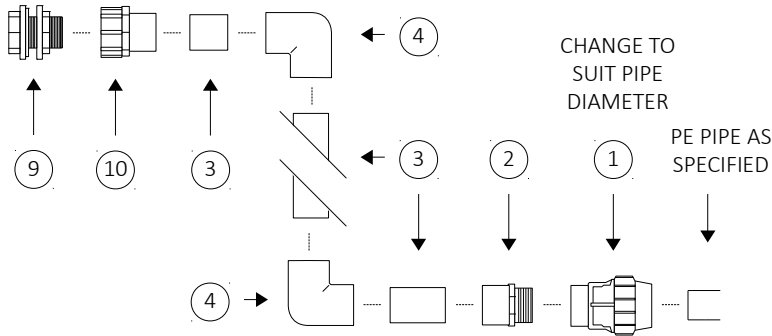 4
CHANGE TO
SUIT PIPE
DIAMETER
PE PIPE AS
SPECIFIED
9
10
3
3
2
1
4